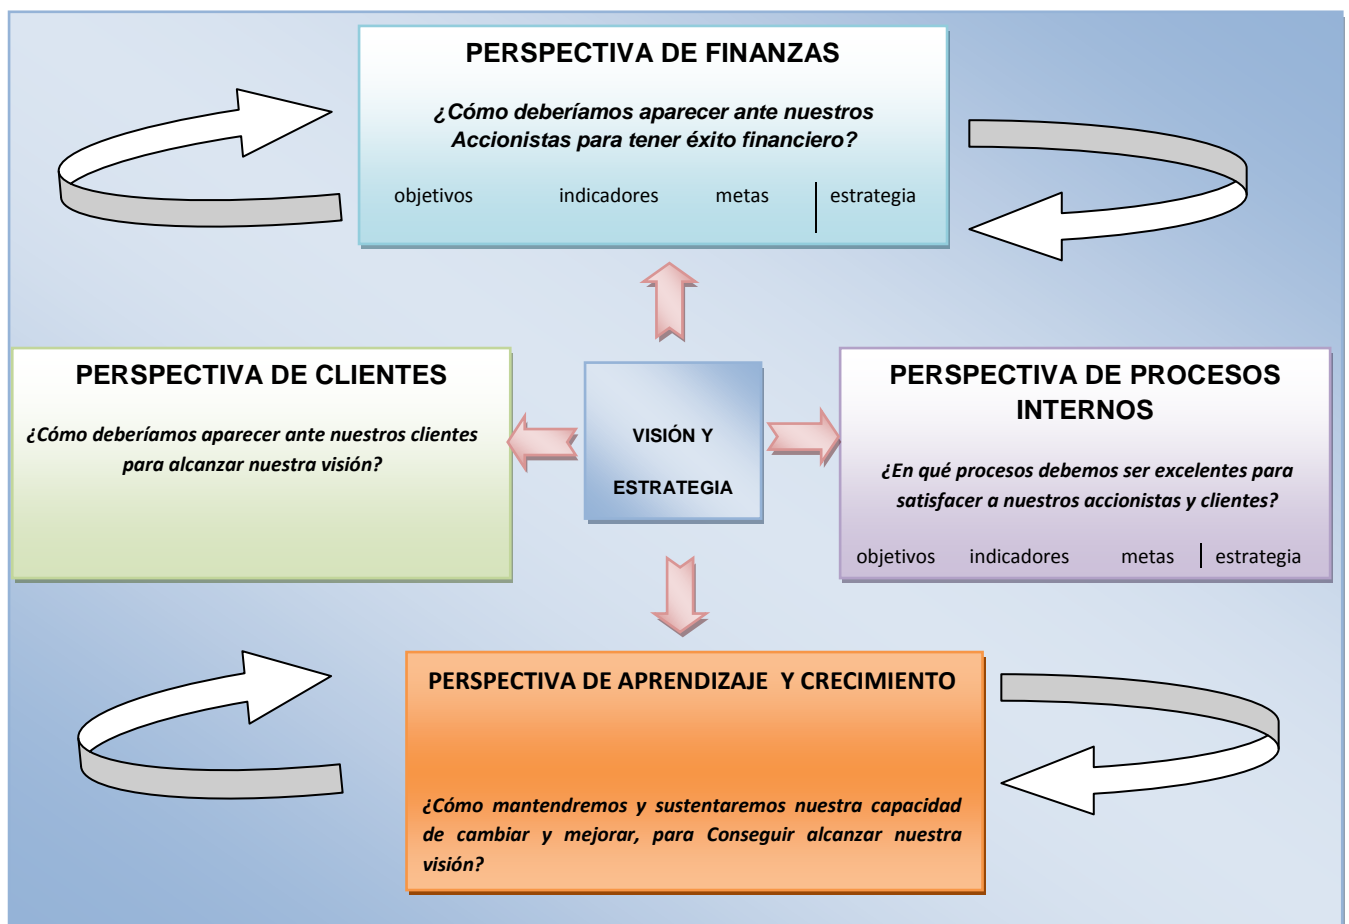 PERSPECTIVA DE FINANZAS
¿Cómo deberíamos aparecer ante nuestros
Accionistas para tener éxito financiero?
objetivos indicadores metas estrategia
PERSPECTIVA DE CLIENTES
¿Cómo deberíamos aparecer ante nuestros clientes
para alcanzar nuestra visión?
VISIÓN Y
ESTRATEGIA
PERSPECTIVA DE PROCESOS
INTERNOS
¿En qué procesos debemos ser excelentes para
satisfacer a nuestros accionistas y clientes?
objetivos indicadores metas estrategia
PERSPECTIVA DE APRENDIZAJE Y CRECIMIENTO
¿Cómo mantendremos y sustentaremos nuestra capacidad
de cambiar y mejorar, para Conseguir alcanzar nuestra
visión?